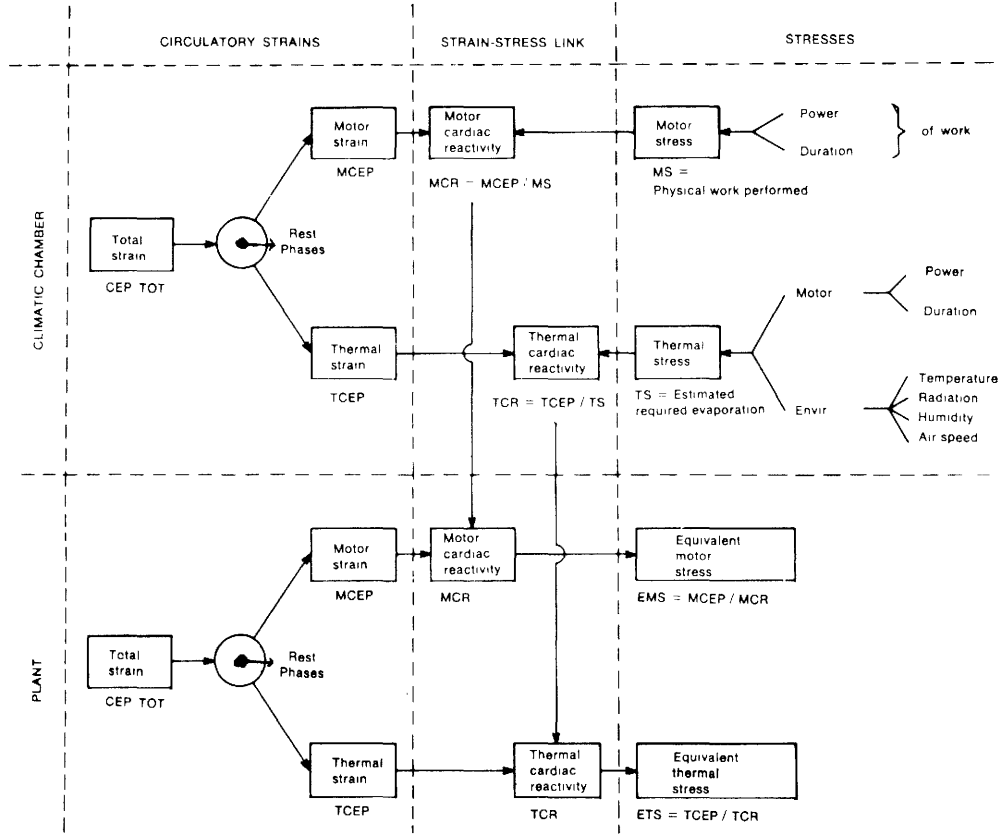 CIRCULATORY STRAINS
STRAIN-STRESS LINK
STRESSES
CLIMATIC CHAMBER
Total
strain
CEP TOT
Rest
Phases
Motor
strain
MCEP
Motor
cardiac
reactivity
MCR = MCEP / MS
Motor
stress
MS =
Physical work performed
Power
Duration
of work
Thermal
strain
TCEP
Thermal
cardiac
reactivity
TCR = TCEP / TS
Thermal
stress
TS = Estimated
required evaporation
Motor
Power
Duration
Envir
Temperature
Radiation
Humidity
Air speed
PLANT
Total
strain
CEP TOT
Rest
Phases
Motor
strain
MCEP
Motor
cardiac
reactivity
MCR
Equivalent
motor
stress
EMS = MCEP / MCR
Thermal
strain
TCEP
Thermal
cardiac
reactivity
TCR
Equivalent
thermal
stress
ETS = TCEP / TCR